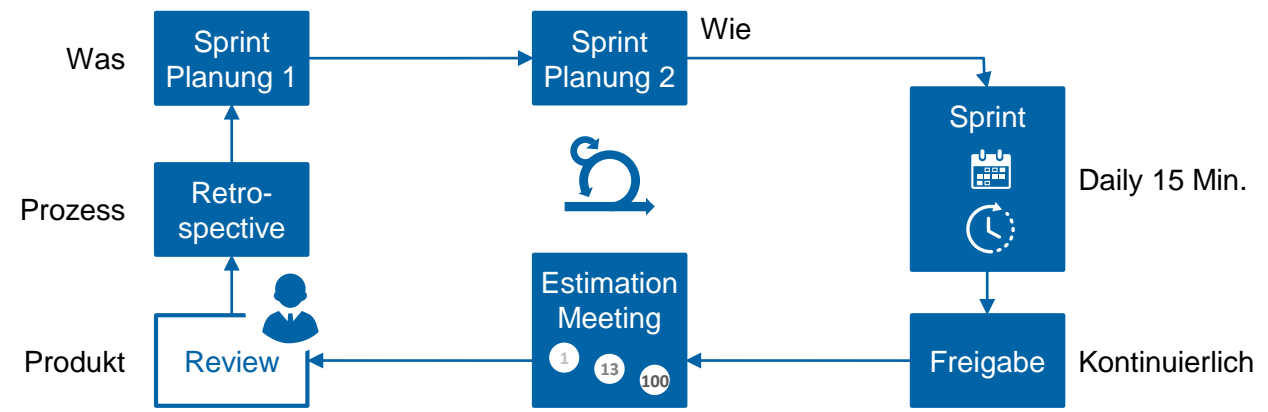 Was
Sprint
Planung 1
Sprint
Planung 2
Wie
Sprint
Daily 15 Min.
Prozess
Retro-
spective
Estimation
Meeting
1
13
100
Produkt
Review
Freigabe
Kontinuierlich